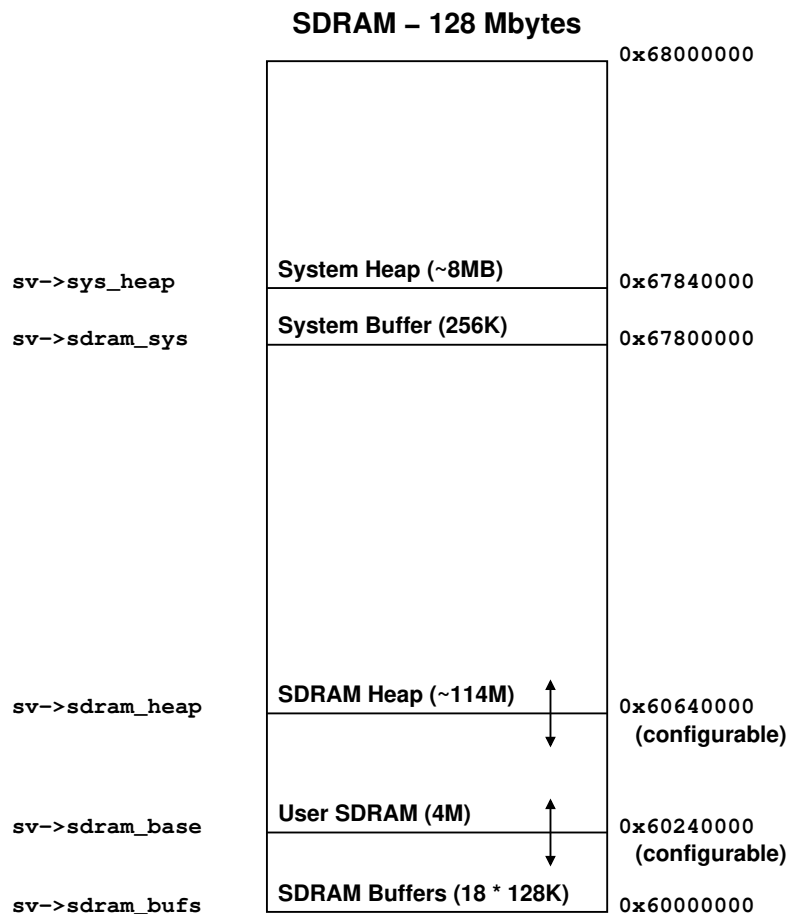 SDRAM – 128 Mbytes
0x68000000
System Heap (~8MB)
sv->sys_heap
0x67840000
System Buffer (256K)
sv->sdram_sys
0x67800000
SDRAM Heap (~114M)
sv->sdram_heap
0x60640000
(configurable)
User SDRAM (4M)
sv->sdram_base
0x60240000
(configurable)
SDRAM Buffers (18 * 128K)
sv->sdram_bufs
0x60000000